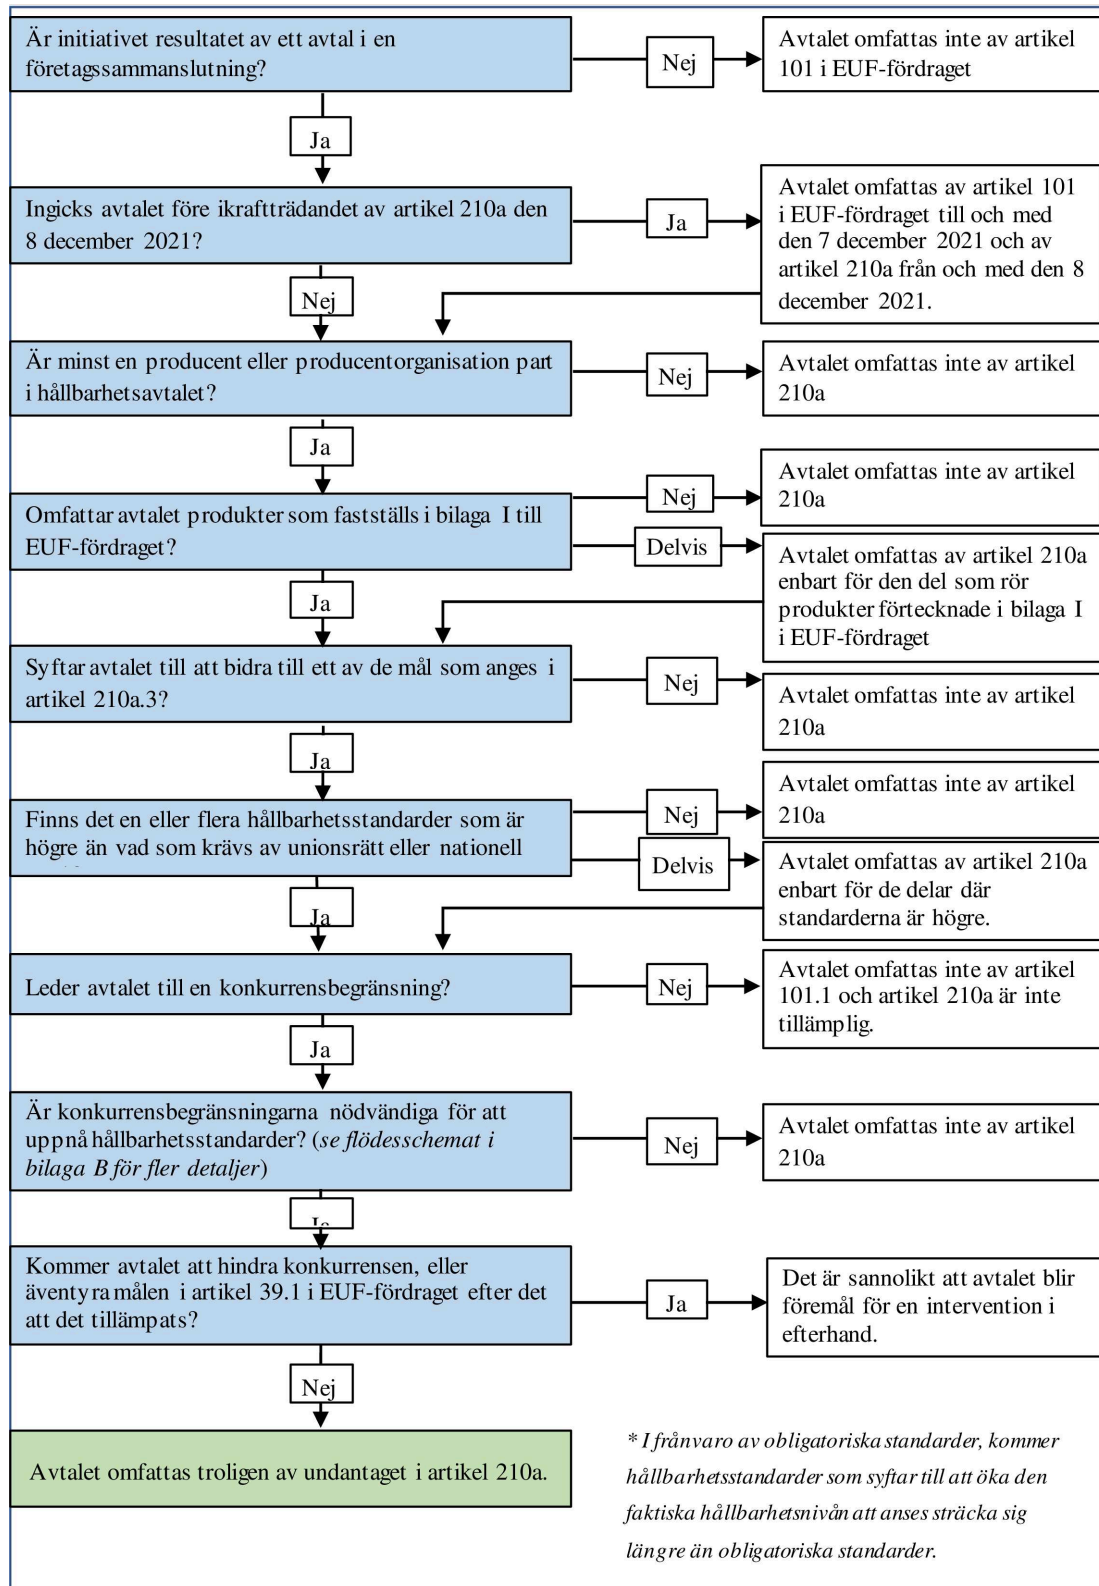 Är initiativet resultatet av ett avtal i en
företagssammanslutning?
Nej
Avtalet omfattas inte av artikel
101 i EUF-fördraget
Ja
Ingicks avtalet före ikraftträdandet av artikel 210a den
8 december 2021?
Ja
Avtalet omfattas av artikel 101
i EUF-fördraget till och med
den 7 december 2021 och av
artikel 210a från och med den 8
december 2021.
Nej
Är minst en producent eller producentorganisation part
i hållbarhetsavtalet?
Nej
Avtalet omfattas inte av artikel
210a
Ja
Omfattar avtalet produkter som fastställs i bilaga I till
EUF-fördraget?
Nej
Avtalet omfattas inte av artikel
210a
Delvis
Avtalet omfattas av artikel 210a
enbart för den del som rör
produkter förtecknade i bilaga I
i EUF-fördraget
Ja
Syftar avtalet till att bidra till ett av de mål som anges i
artikel 210a.3?
Nej
Avtalet omfattas inte av artikel
210a
Ja
Finns det en eller flera hållbarhetsstandarder som är
högre än vad som krävs av unionsrätt eller nationell
Nej
Avtalet omfattas inte av artikel
210a
Delvis
Avtalet omfattas av artikel 210a
enbart för de delar där
standarderna är högre.
Ja
Leder avtalet till en konkurrensbegränsning?
Nej
Avtalet omfattas inte av artikel
101.1 och artikel 210a är inte
tillämplig.
Ja
Är konkurrensbegränsningarna nödvändiga för att
uppnå hållbarhetsstandarder? (se flödesschemat i
bilaga B för fler detaljer)
Nej
Avtalet omfattas inte av artikel
210a
Ja
Kommer avtalet att hindra konkurrensen, eller
äventyra målen i artikel 39.1 i EUF-fördraget efter det
att det tillämpats?
Ja
Det är sannolikt att avtalet blir
föremål för en intervention i
efterhand.
Nej
Avtalet omfattas troligen av undantaget i artikel 210a.
* I frånvaro av obligatoriska standarder, kommer
hållbarhetsstandarder som syftar till att öka den
faktiska hållbarhetsnivån att anses sträcka sig
längre än obligatoriska standarder.